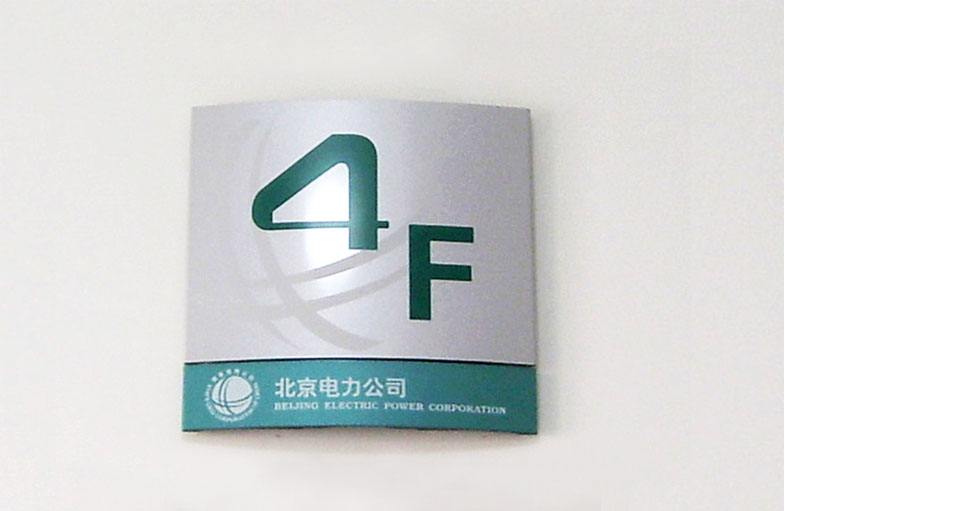 4F
北京电力公司
BEIJING ELECTRIC POWER CORPORATION